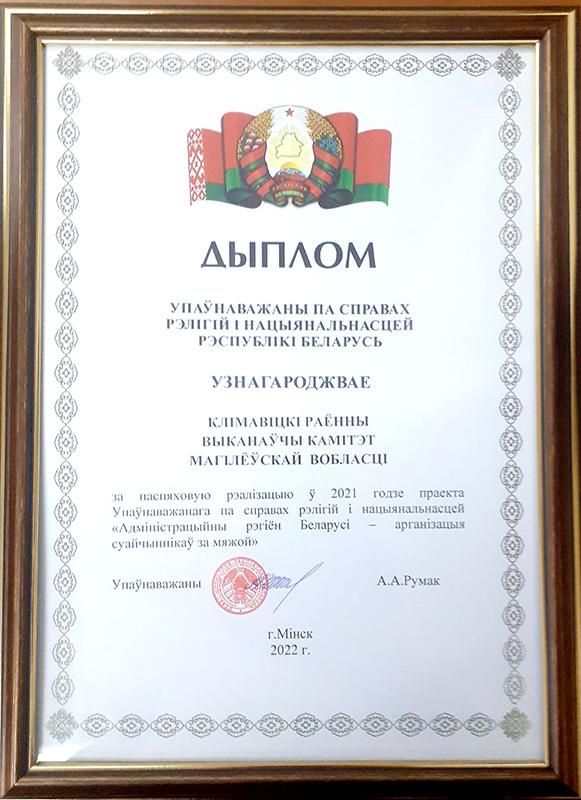 ДЫПЛОМ
УПАЎНАВАЖАНЫ ПА СПРАВАХ
РЭЛІГІЙ І НАЦЫЯНАЛЬНАСЦЕЙ
РЭСПУБЛІКІ БЕЛАРУСЬ
УЗНАГАРОДЖВАЕ
КЛІМАВІЦКІ РАЁННЫ
ВЫКАНАЎЧЫ КАМІТЭТ
МАГІЛЁЎСКАЙ ВОБЛАСЦІ
за паспяховую рэалізацыю ў 2021 годзе праекта
Упаўнаважанага па справах рэлігій і нацыянальнасцей
«Адміністрацыйны рэгіён Беларусі – арганізацыя
суайчыннікаў за мяжой»
Упаўнаважаны А.А.Румак
г.Мінск
2022 г.